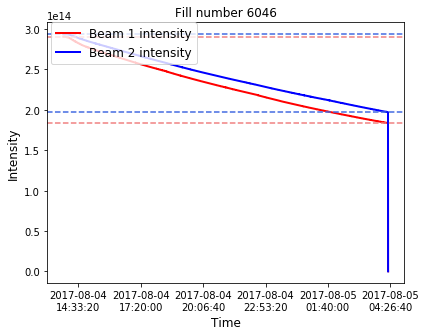 Fill number 6046
1e14
Beam 1 intensity
Beam 2 intensity
3.0
2.5
2.0
1.5
1.0
0.5
0.0
Intensity
2017-08-04 2017-08-04 2017-08-04 2017-08-04 2017-08-05 2017-08-05
14:33:20 17:20:00 20:06:40 22:53:20 01:40:00 04:26:40
Time